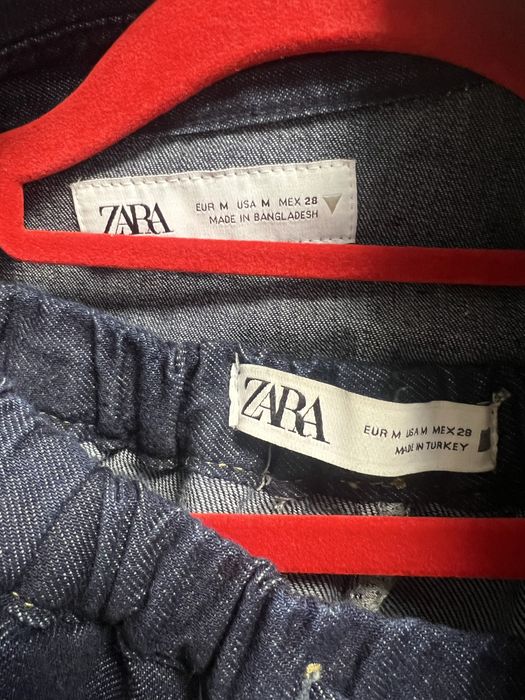 ZARA
EUR M USA M MEX 28
MADE IN BANGLADESH
ZARA
EUR M USA M MEX 28
MADE IN TURKEY